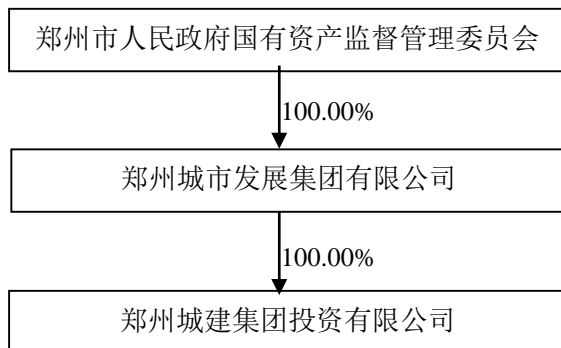 郑州市人民政府国有资产监督管理委员会
100.00%
郑州城市发展集团有限公司
100.00%
郑州城建集团投资有限公司